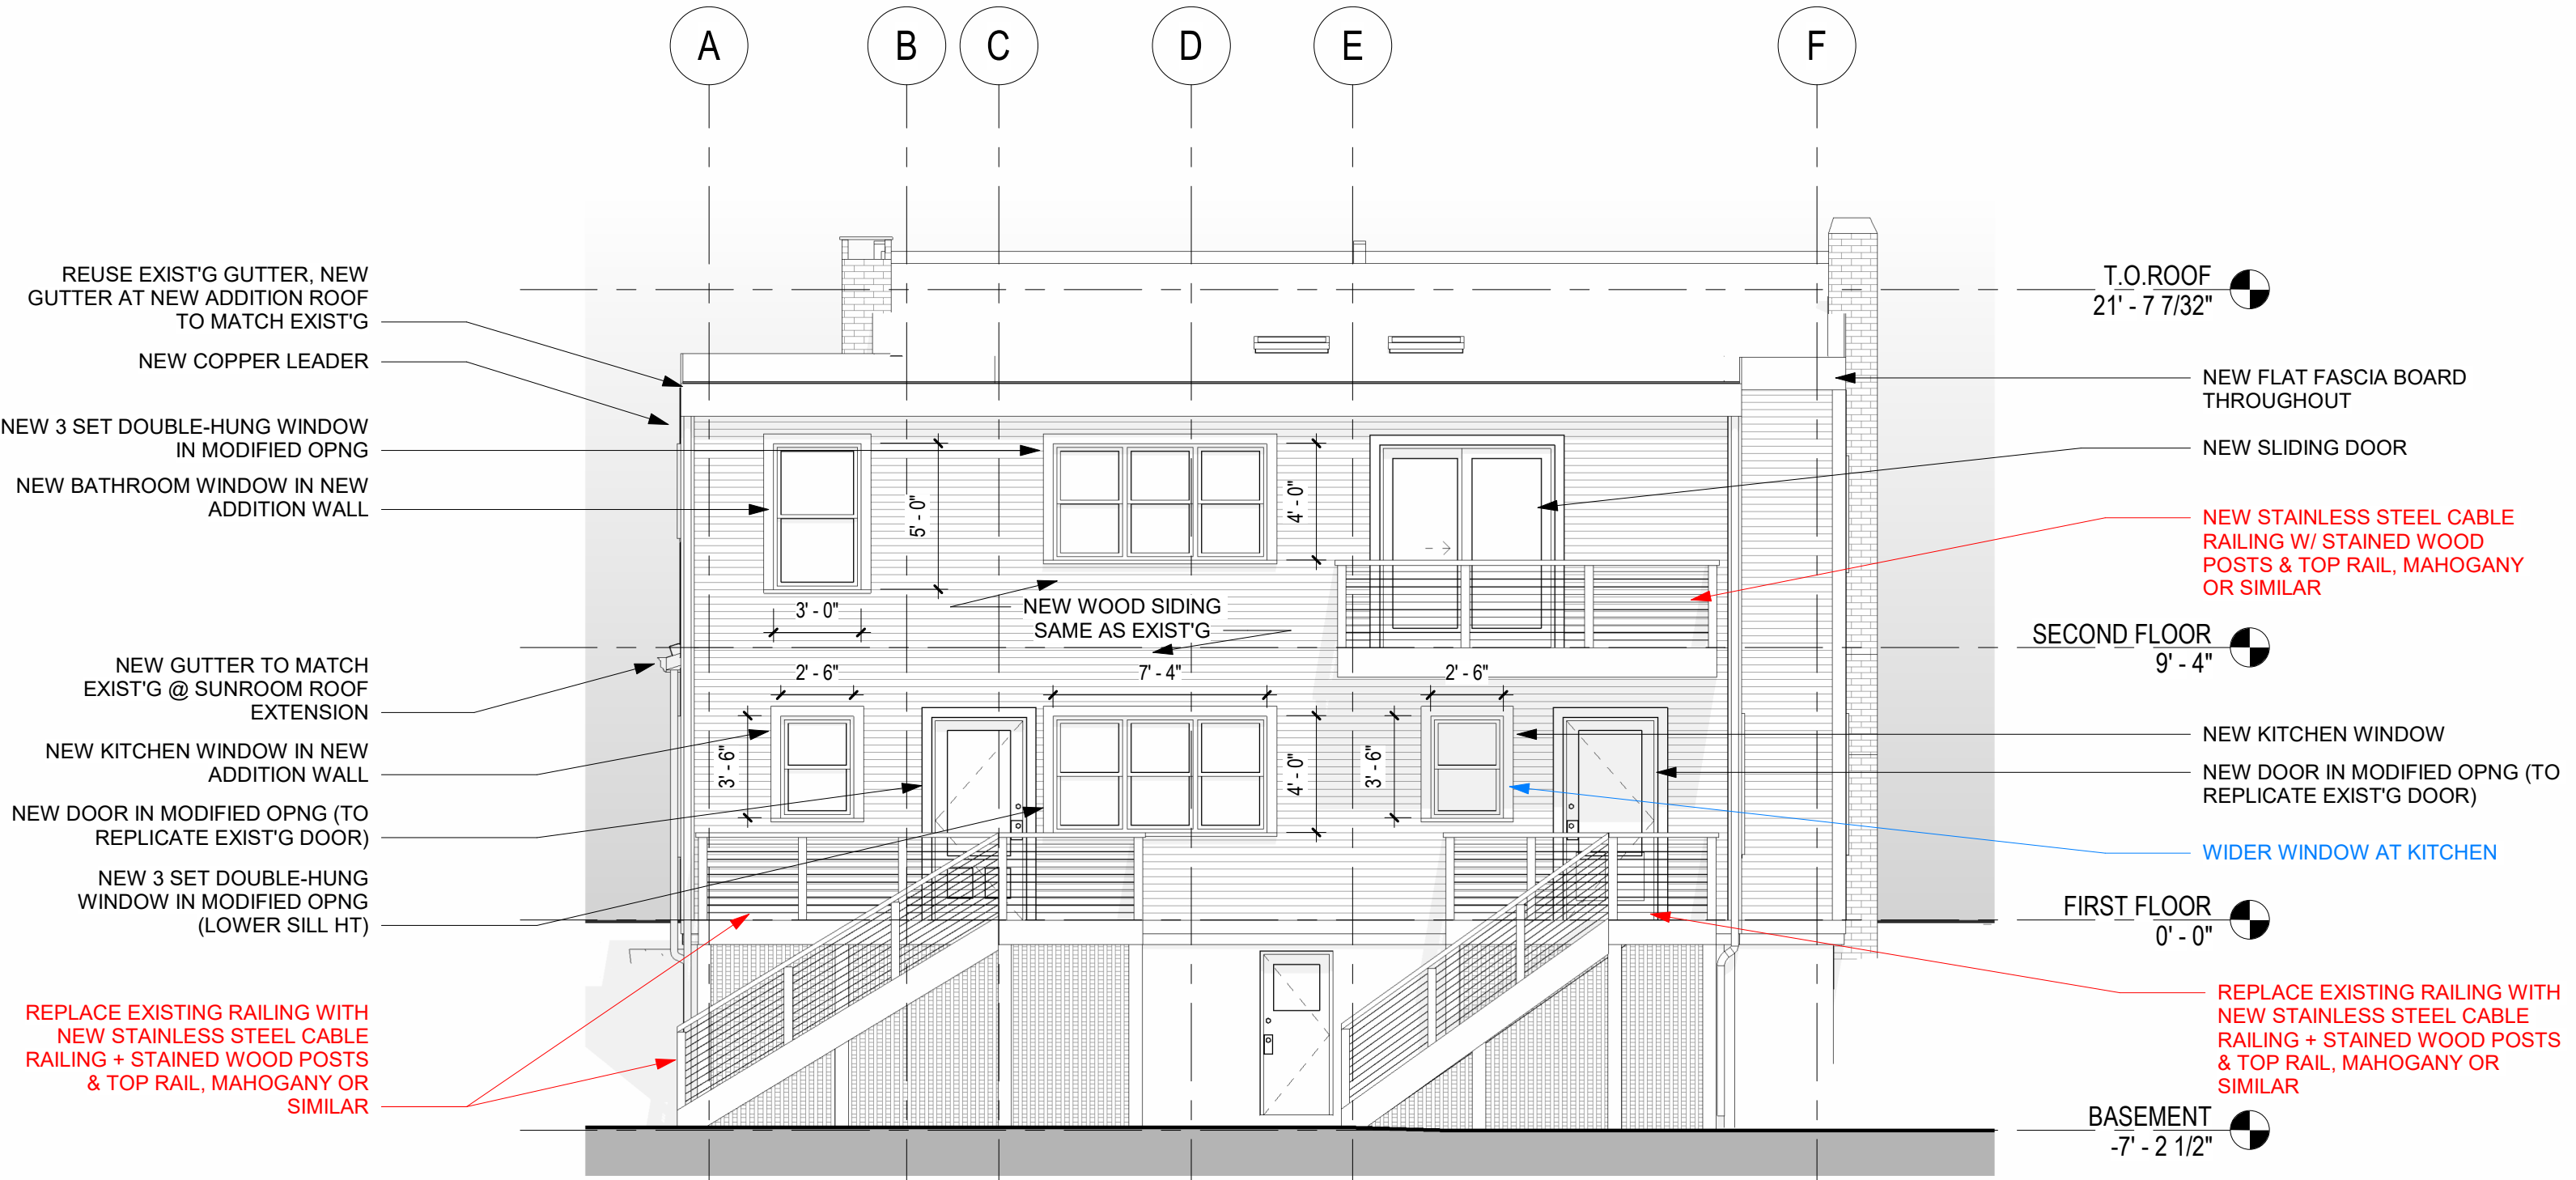 A
B
C
D
E
F
REUSE EXIST'G GUTTER, NEW
GUTTER AT NEW ADDITION ROOF
TO MATCH EXIST'G
NEW COPPER LEADER
NEW 3 SET DOUBLE-HUNG WINDOW
IN MODIFIED OPNG
NEW BATHROOM WINDOW IN NEW
ADDITION WALL
NEW GUTTER TO MATCH
EXIST'G @ SUNROOM ROOF
EXTENSION
NEW KITCHEN WINDOW IN NEW
ADDITION WALL
NEW DOOR IN MODIFIED OPNG (TO
REPLICATE EXIST'G DOOR)
NEW 3 SET DOUBLE-HUNG
WINDOW IN MODIFIED OPNG
(LOWER SILL HT)
REPLACE EXISTING RAILING WITH
NEW STAINLESS STEEL CABLE
RAILING + STAINED WOOD POSTS
& TOP RAIL, MAHOGANY OR
SIMILAR
5' - 0"
4' - 0"
3' - 0"
NEW WOOD SIDING
SAME AS EXIST'G
2' - 6"
7' - 4"
2' - 6"
3' - 6"
4' - 0"
3' - 6"
T.O.ROOF
21' - 7 7/32"
NEW FLAT FASCIA BOARD
THROUGHOUT
NEW SLIDING DOOR
NEW STAINLESS STEEL CABLE
RAILING W/ STAINED WOOD
POSTS & TOP RAIL, MAHOGANY
OR SIMILAR
SECOND FLOOR
9' - 4"
NEW KITCHEN WINDOW
NEW DOOR IN MODIFIED OPNG (TO
REPLICATE EXIST'G DOOR)
WIDER WINDOW AT KITCHEN
FIRST FLOOR
0' - 0"
REPLACE EXISTING RAILING WITH
NEW STAINLESS STEEL CABLE
RAILING + STAINED WOOD POSTS
& TOP RAIL, MAHOGANY OR
SIMILAR
BASEMENT
-7' - 2 1/2"